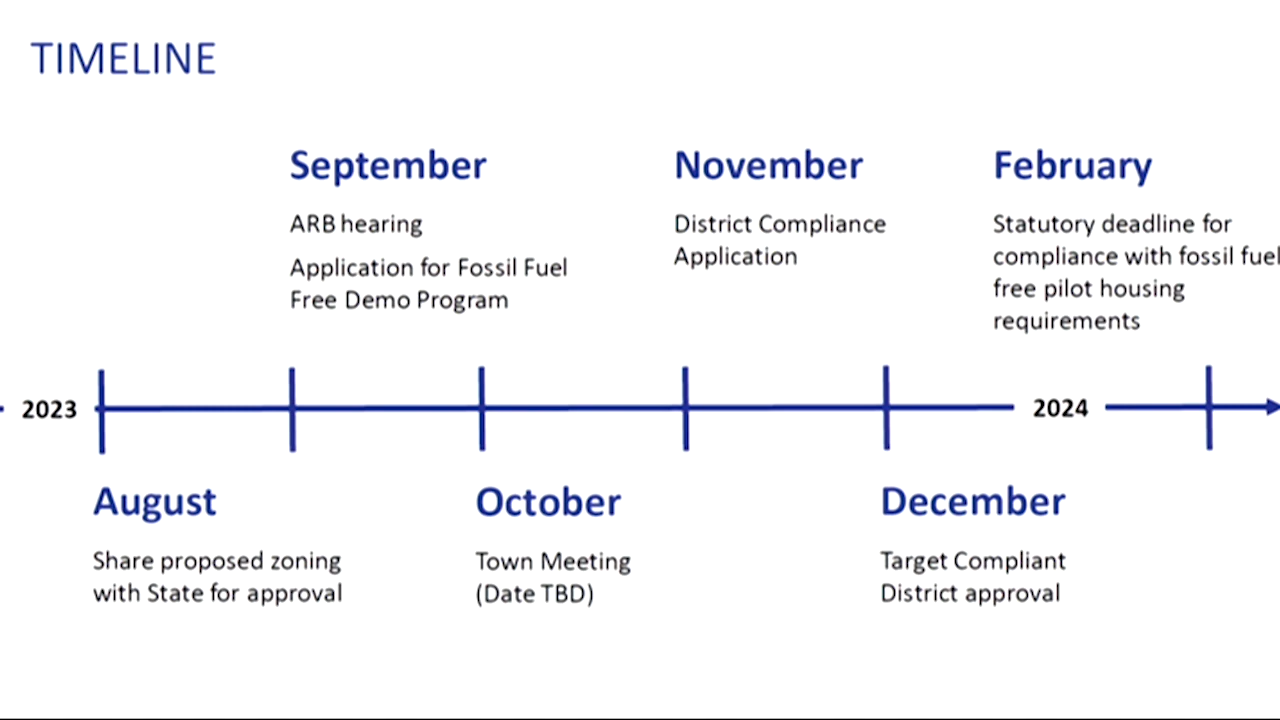 TIMELINE
September
ARB hearing
Application for Fossil Fuel
Free Demo Program
November
District Compliance
Application
February
Statutory deadline for
compliance with fossil fuel
free pilot housing
requirements
2023
2024
August
Share proposed zoning
with State for approval
October
Town Meeting
(Date TBD)
December
Target Compliant
District approval